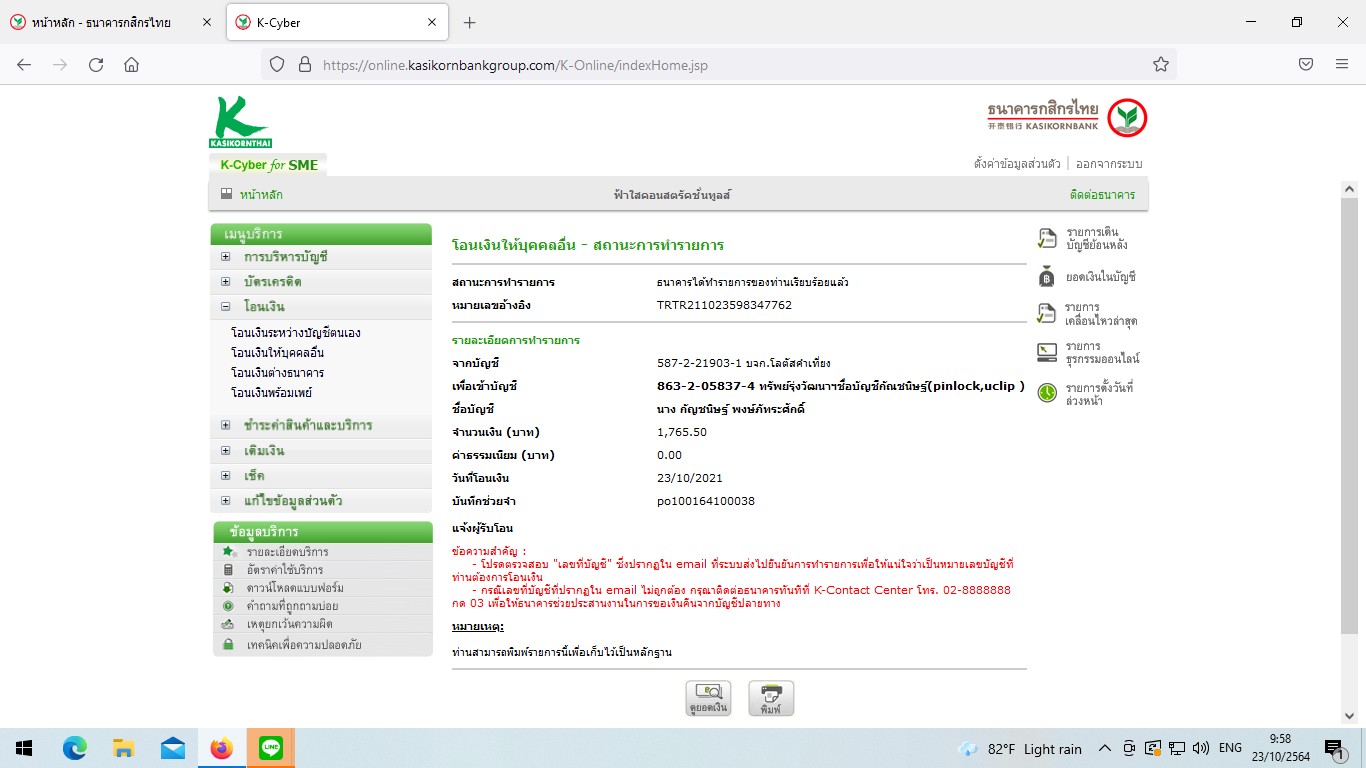 หน้าหลัก - ธนาคารกสิกรไทย
K-Cyber
https://online.kasikornbankgroup.com/K-Online/indexHome.jsp
KASIKORNTHAI
ธนาคารกสิกรไทย
开泰银行 KASIKORNBANK
K-Cyber for SME
ตั้งค่าข้อมูลส่วนตัว | ออกจากระบบ
หน้าหลัก
ฟ้าใสคอนสตรัคชั่นทูลส์
ติดต่อธนาคาร
เมนูบริการ
การบริหารบัญชี
บัตรเครดิต
โอนเงิน
โอนเงินระหว่างบัญชีตนเอง
โอนเงินให้บุคคลอื่น
โอนเงินต่างธนาคาร
โอนเงินพร้อมเพย์
ชำระค่าสินค้าและบริการ
เติมเงิน
เช็ค
แก้ไขข้อมูลส่วนตัว
ข้อมูลบริการ
รายละเอียดบริการ
อัตราค่าใช้บริการ
ดาวน์โหลดแบบฟอร์ม
คำถามที่ถูกถามบ่อย
เหตุยกเว้นความผิด
เทคนิคเพื่อความปลอดภัย
โอนเงินให้บุคคลอื่น - สถานะการทำรายการ
สถานะการทำรายการ ธนาคารได้ทำรายการของท่านเรียบร้อยแล้ว
หมายเลขอ้างอิง TRTR211023598347762
รายละเอียดการทำรายการ
จากบัญชี 587-2-21903-1 บจก.โลตัสคำเที่ยง
เพื่อเข้าบัญชี 863-2-05837-4 ทรัพย์รุ่งวัฒนาฯชื่อบัญชีกัณชนิษฐ์(pinlock,uclip )
ชื่อบัญชี นาง กัญชนิษฐ์ พงษ์ภัทระศักดิ์
จำนวนเงิน (บาท) 1,765.50
ค่าธรรมเนียม (บาท) 0.00
วันที่โอนเงิน 23/10/2021
บันทึกช่วยจำ po100164100038
แจ้งผู้รับโอน
ข้อความสำคัญ :
- โปรดตรวจสอบ "เลขที่บัญชี" ซึ่งปรากฏใน email ที่ระบบส่งไปยืนยันการทำรายการเพื่อให้แน่ใจว่าเป็นหมายเลขบัญชีที่
ท่านต้องการโอนเงิน
- กรณีเลขที่บัญชีที่ปรากฏใน email ไม่ถูกต้อง กรุณาติดต่อธนาคารทันทีที่ K-Contact Center โทร. 02-8888888
กด 03 เพื่อให้ธนาคารช่วยประสานงานในการขอเงินคืนจากบัญชีปลายทาง
หมายเหตุ:
ท่านสามารถพิมพ์รายการนี้เพื่อเก็บไว้เป็นหลักฐาน
ดูยอดเงิน
พิมพ์
รายการเดิน
บัญชีย้อนหลัง
ยอดเงินในบัญชี
รายการ
เคลื่อนไหวล่าสุด
รายการ
ธุรกรรมออนไลน์
รายการตั้งวันที่
ล่วงหน้า
LINE
82°F Light rain
ENG
9:58
23/10/2564
1